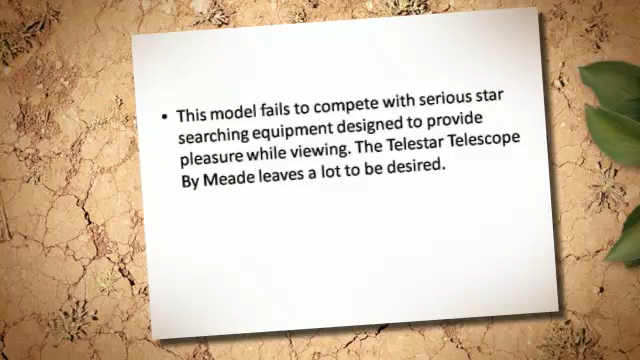 • This model fails to compete with serious star
searching equipment designed to provide
pleasure while viewing. The Telestar Telescope
By Meade leaves a lot to be desired.